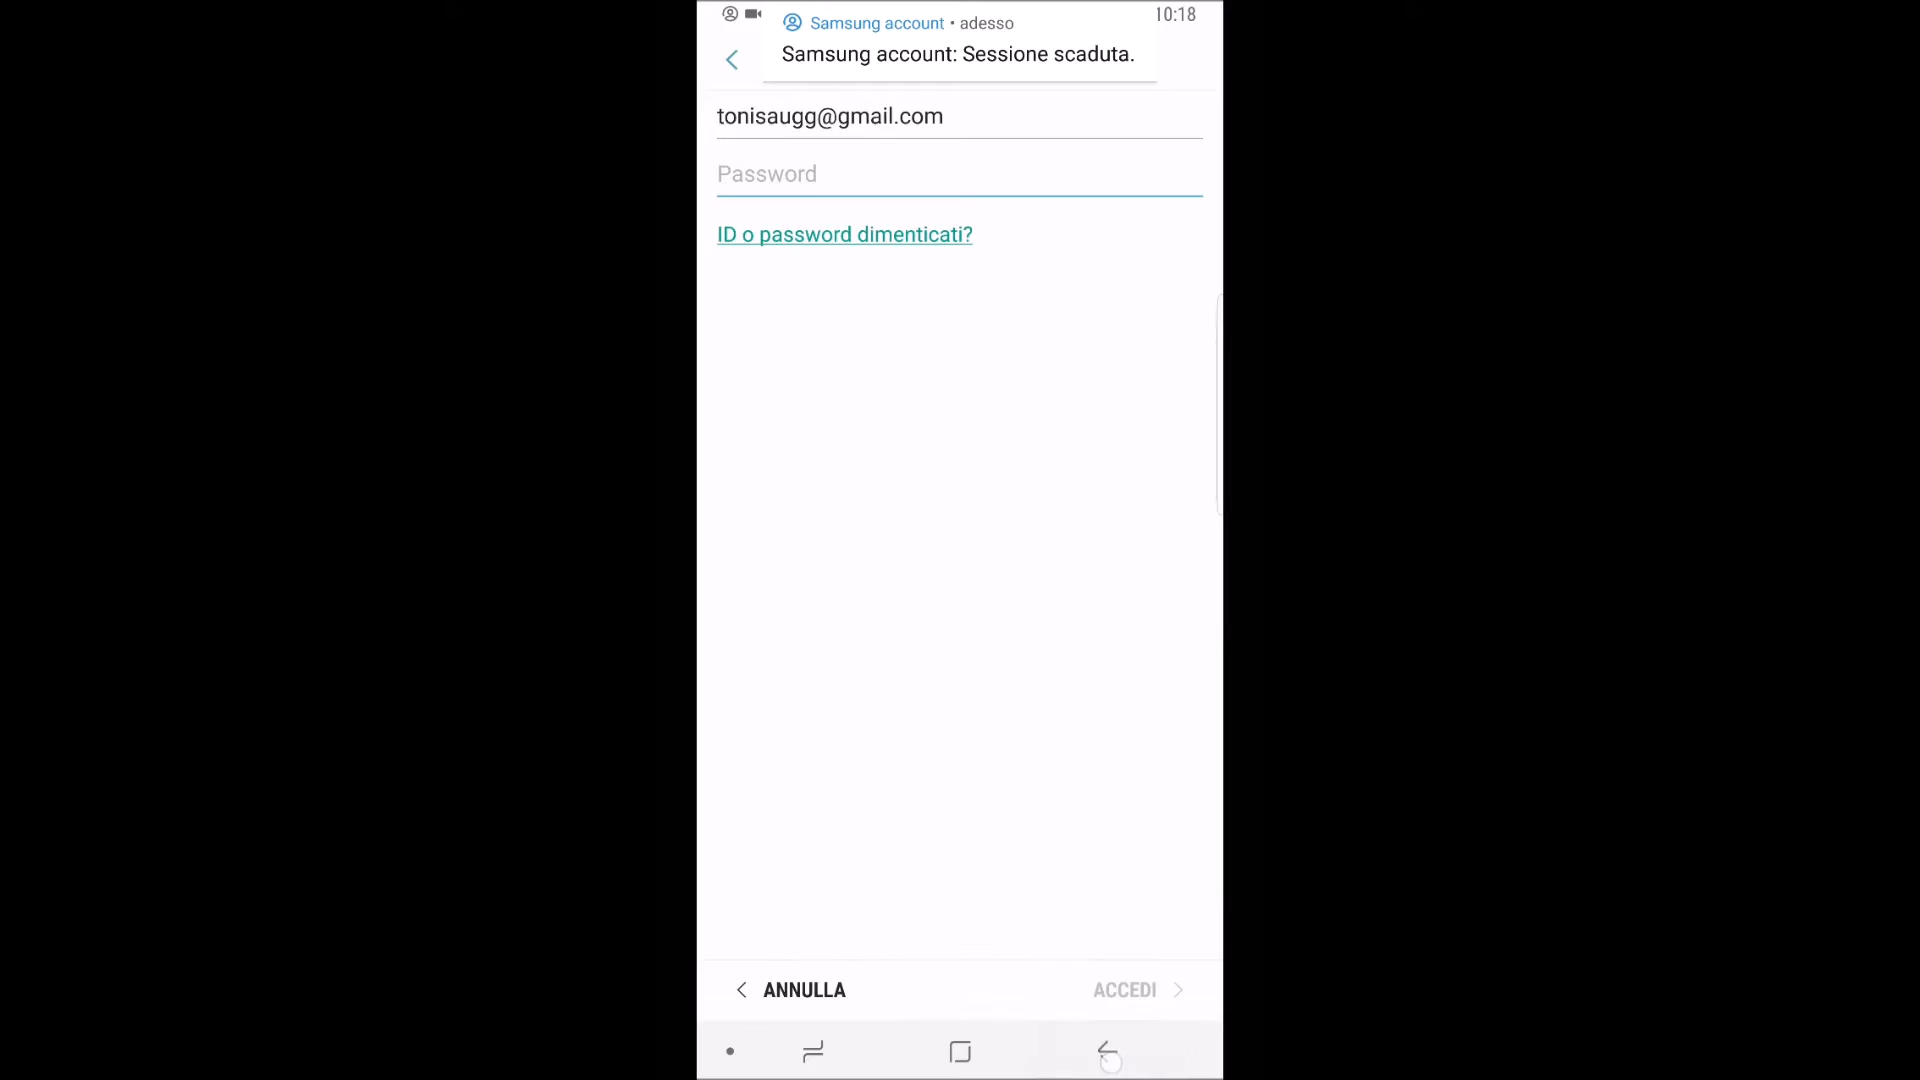 10:18
Samsung account • adesso
Samsung account: Sessione scaduta.
tonisaugg@gmail.com
Password
ID o password dimenticati?
ANNULLA
ACCEDI